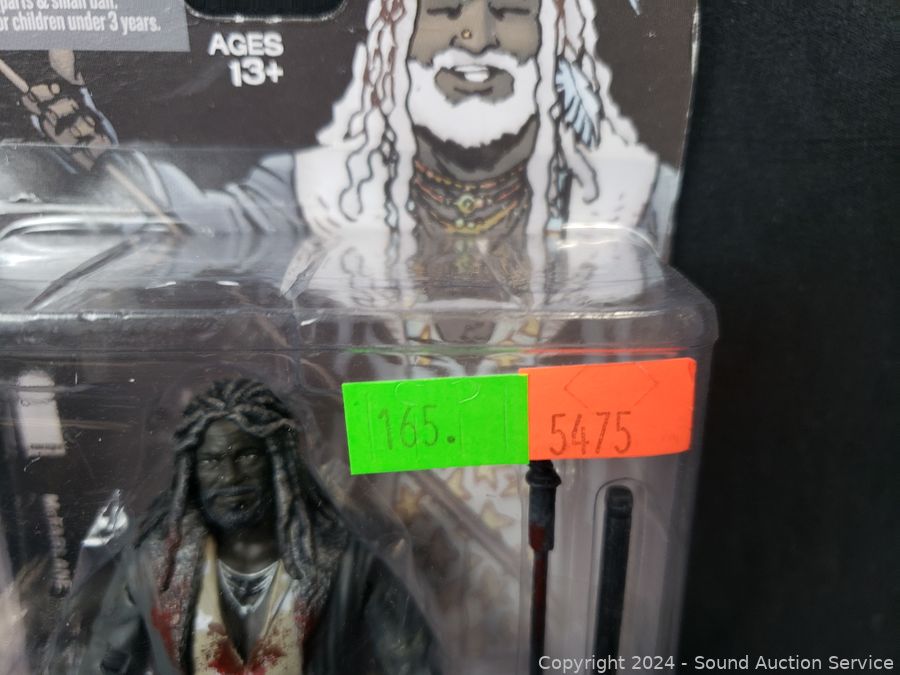 parts & small ball.
or children under 3 years.
AGES
13+
165.
5475
Copyright 2024 - Sound Auction Service